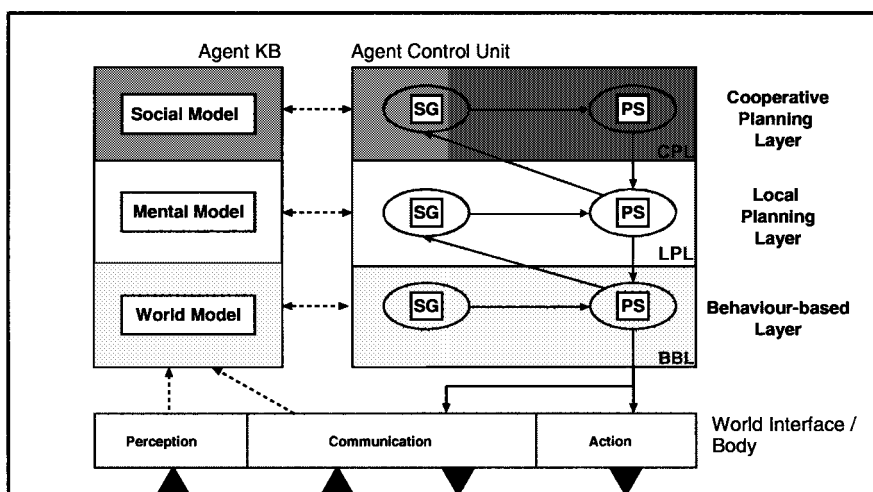 Agent KB
Agent Control Unit
Social Model
SG
PS
CPL
Cooperative
Planning
Layer
Mental Model
SG
PS
LPL
Local
Planning
Layer
World Model
SG
PS
BBL
Behaviour-based
Layer
Perception
Communication
Action
World Interface /
Body